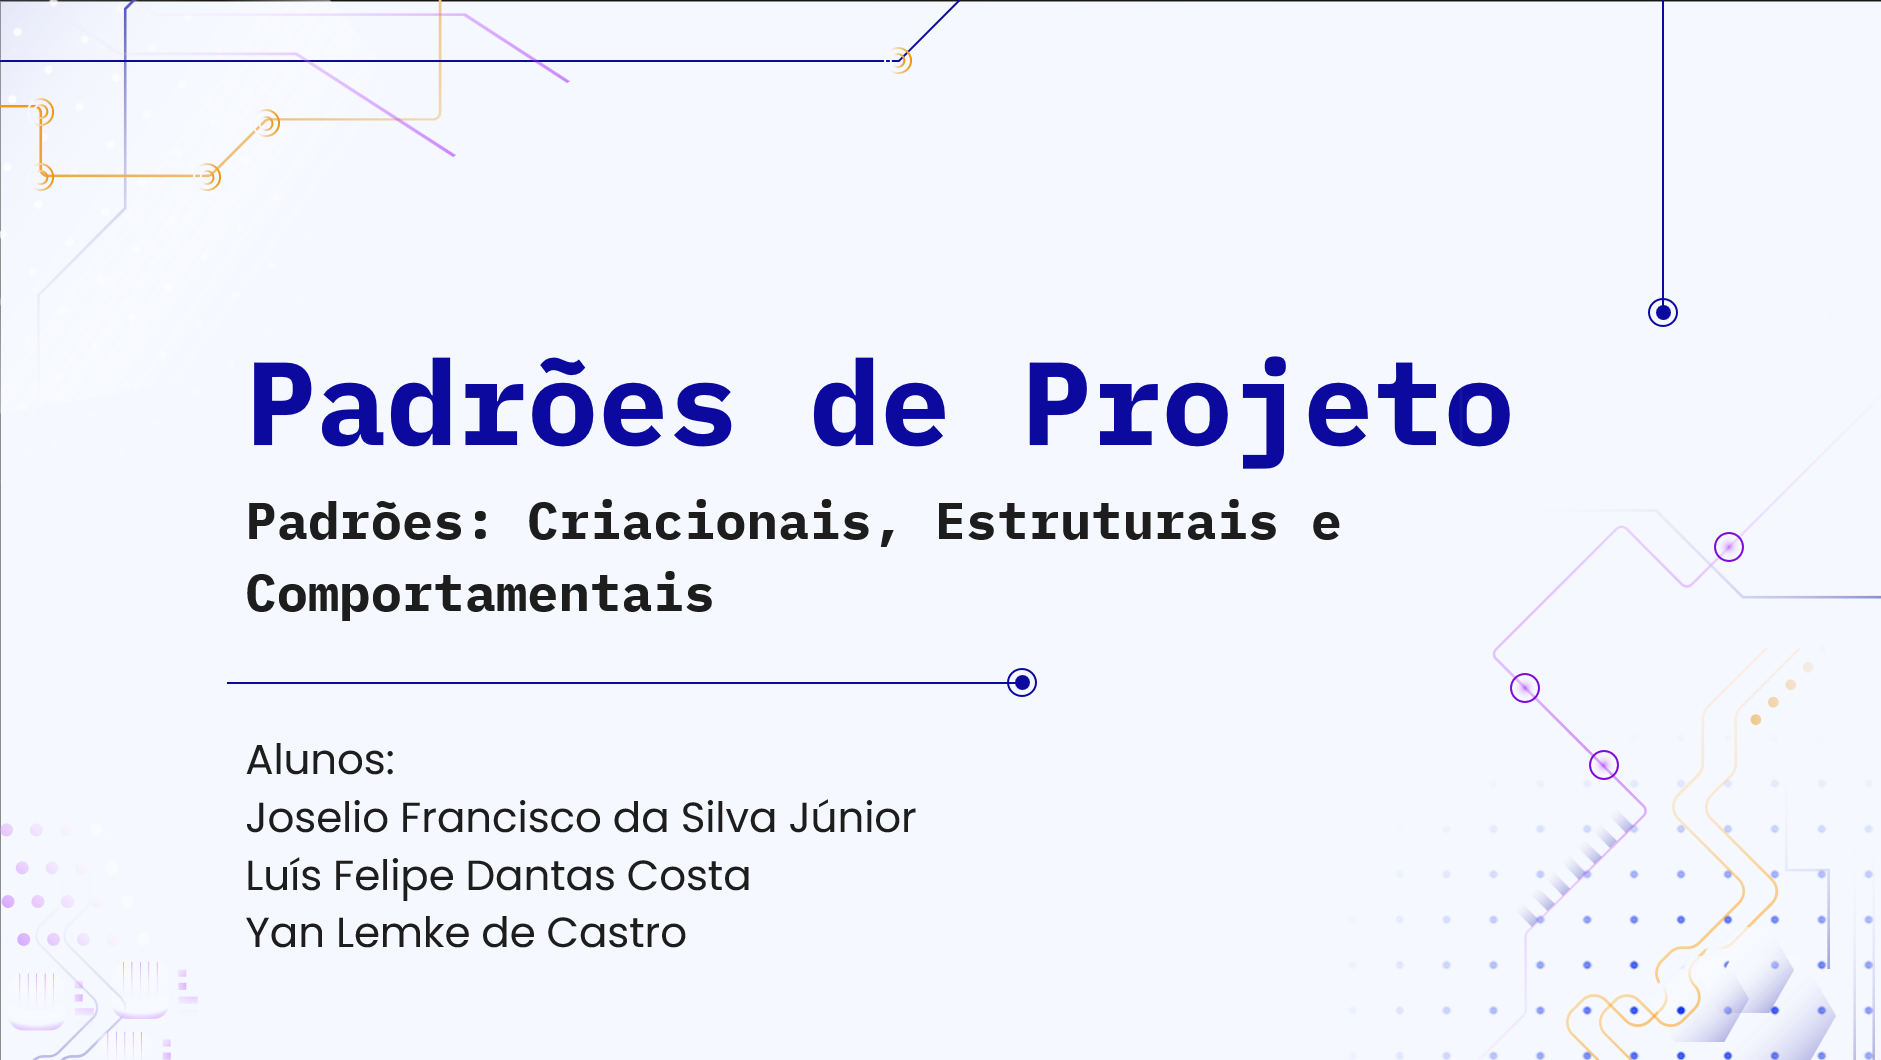 Padrões de Projeto
Padrões: Criacionais, Estruturais e
Comportamentais
Alunos:
Joselio Francisco da Silva Júnior
Luís Felipe Dantas Costa
Yan Lemke de Castro